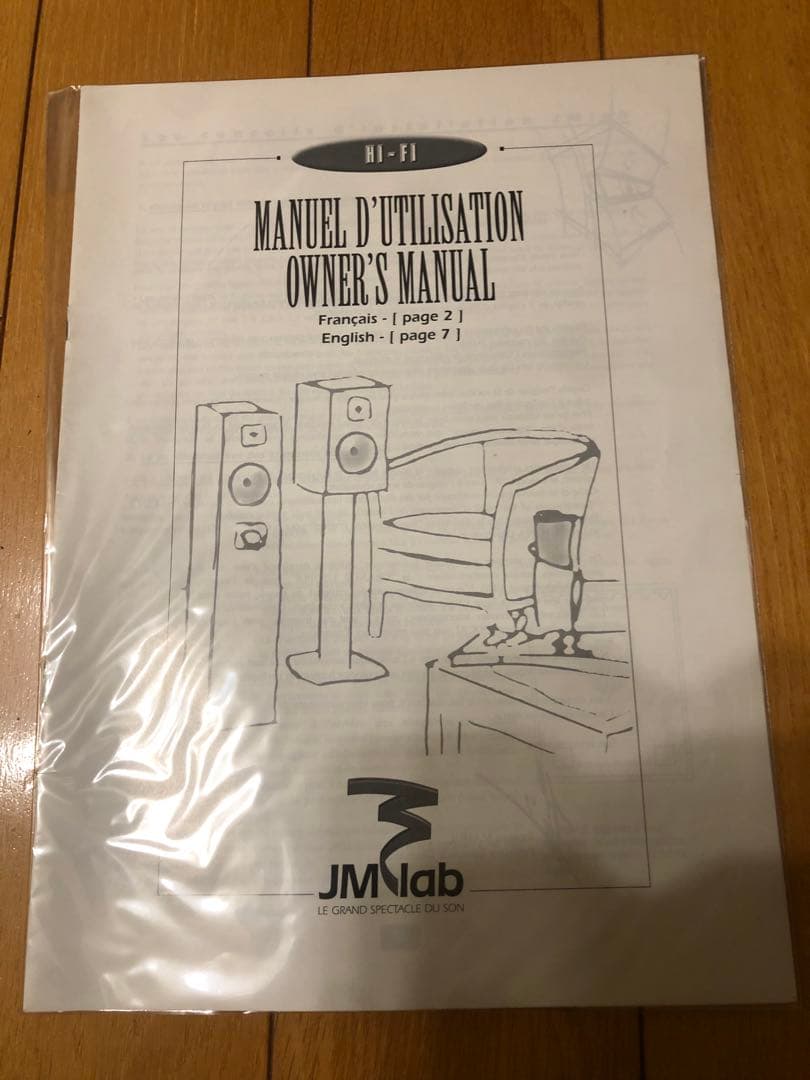 HI-FI
MANUEL D'UTILISATION
OWNER'S MANUAL
Français - [ page 2 ]
English - [ page 7 ]
JMlab
LE GRAND SPECTACLE DU SON